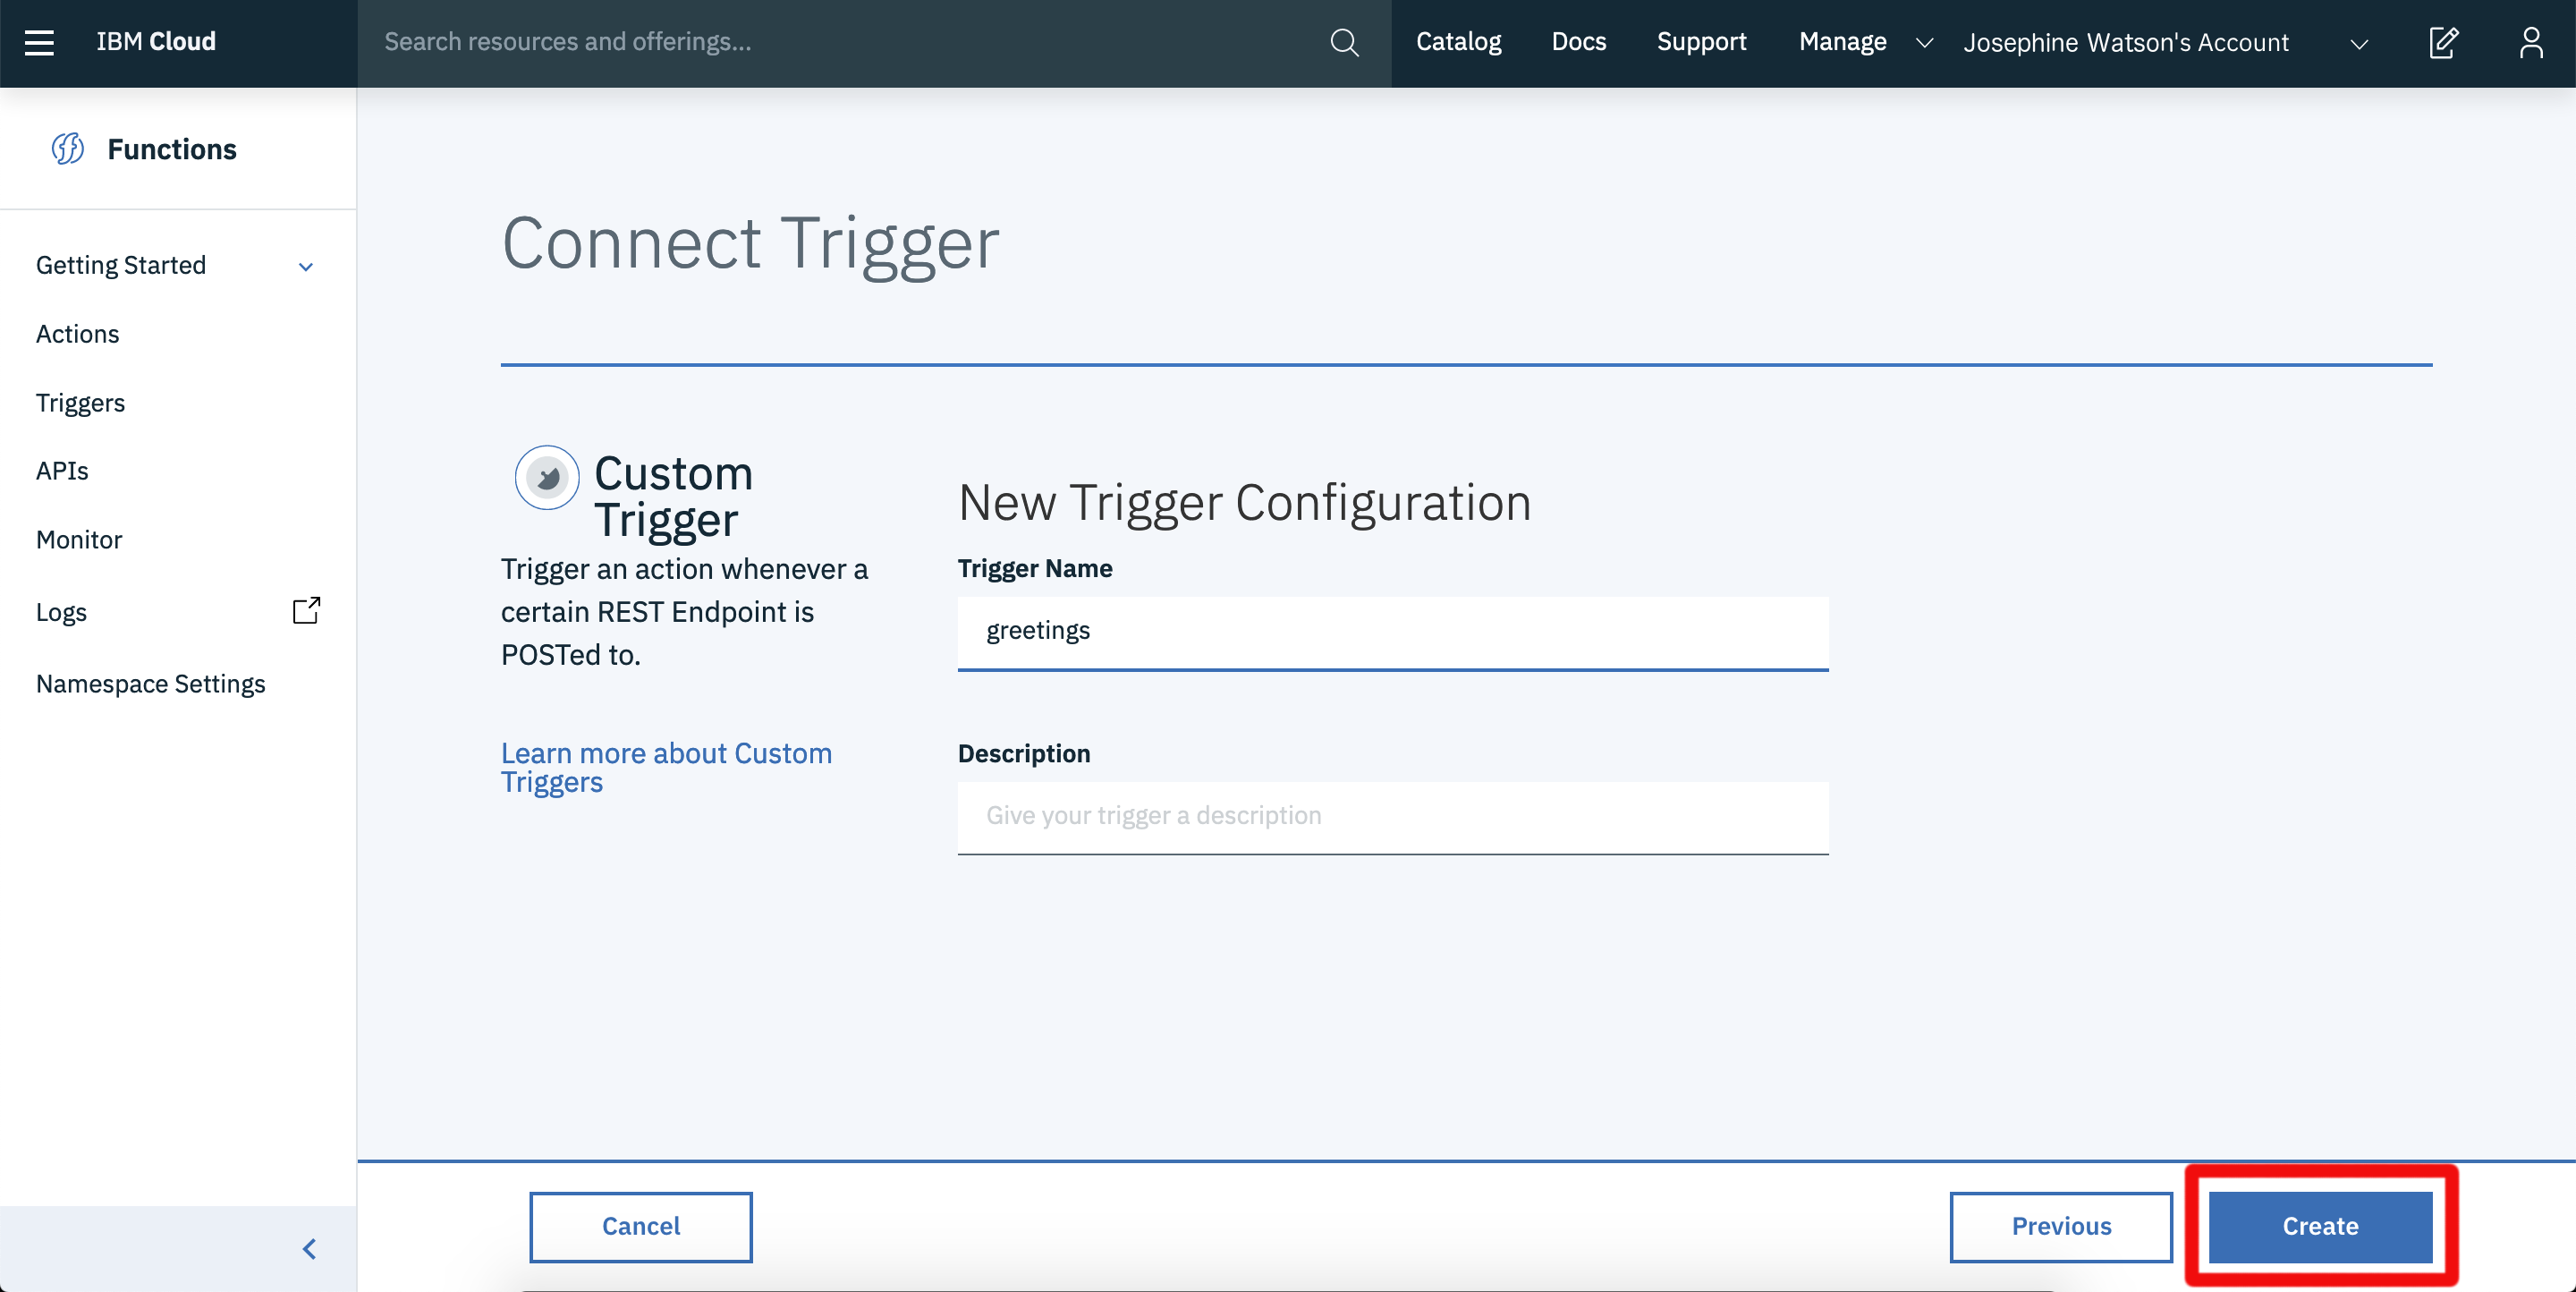 IBM Cloud
Search resources and offerings...
Catalog
Docs
Support
Manage
Josephine Watson's Account
Functions
Getting Started
Actions
Triggers
APIs
Monitor
Logs
Namespace Settings
Connect Trigger
Custom
Trigger
Trigger an action whenever a
certain REST Endpoint is
POSTed to.
Learn more about Custom
Triggers
New Trigger Configuration
Trigger Name
greetings
Description
Give your trigger a description
Cancel
Previous
Create